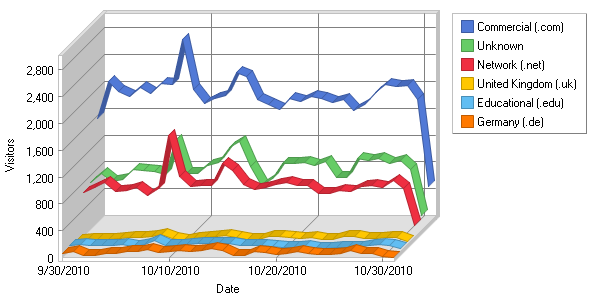 Commercial (.com)
Unknown
Network (.net)
United Kingdom (.uk)
Educational (.edu)
Germany (.de)
Visitors
2,800
2,400
2,000
1,600
1,200
800
400
0
9/30/2010 10/10/2010 10/20/2010 10/30/2010
Date